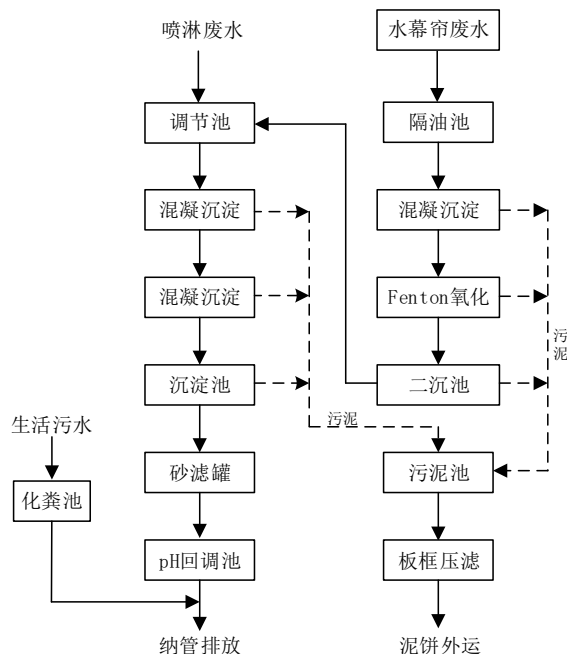 喷淋废水
水幕帘废水
调节池
隔油池
混凝沉淀
混凝沉淀
混凝沉淀
Fenton氧化
污泥
沉淀池
二沉池
生活污水
污泥
砂滤罐
污泥池
化粪池
pH回调池
板框压滤
纳管排放
泥饼外运